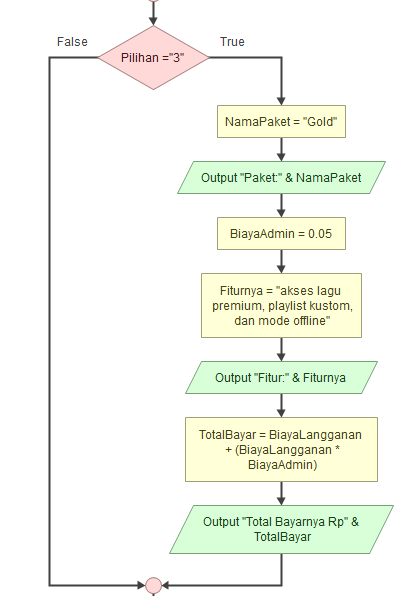 False
True
Pilihan ="3"
NamaPaket = "Gold"
Output "Paket:" & NamaPaket
BiayaAdmin = 0.05
Fiturnya = "akses lagu
premium, playlist kustom,
dan mode offline"
Output "Fitur:" & Fiturnya
TotalBayar = BiayaLangganan
+ (BiayaLangganan *
BiayaAdmin)
Output "Total Bayarnya Rp" &
TotalBayar